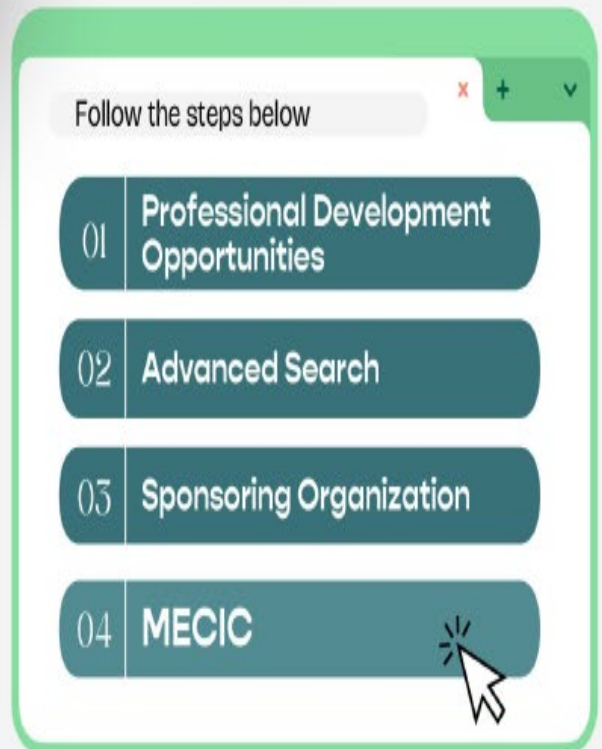 Follow the steps below
x + v
01 Professional Development
Opportunities
02 Advanced Search
03 Sponsoring Organization
04 MECIC